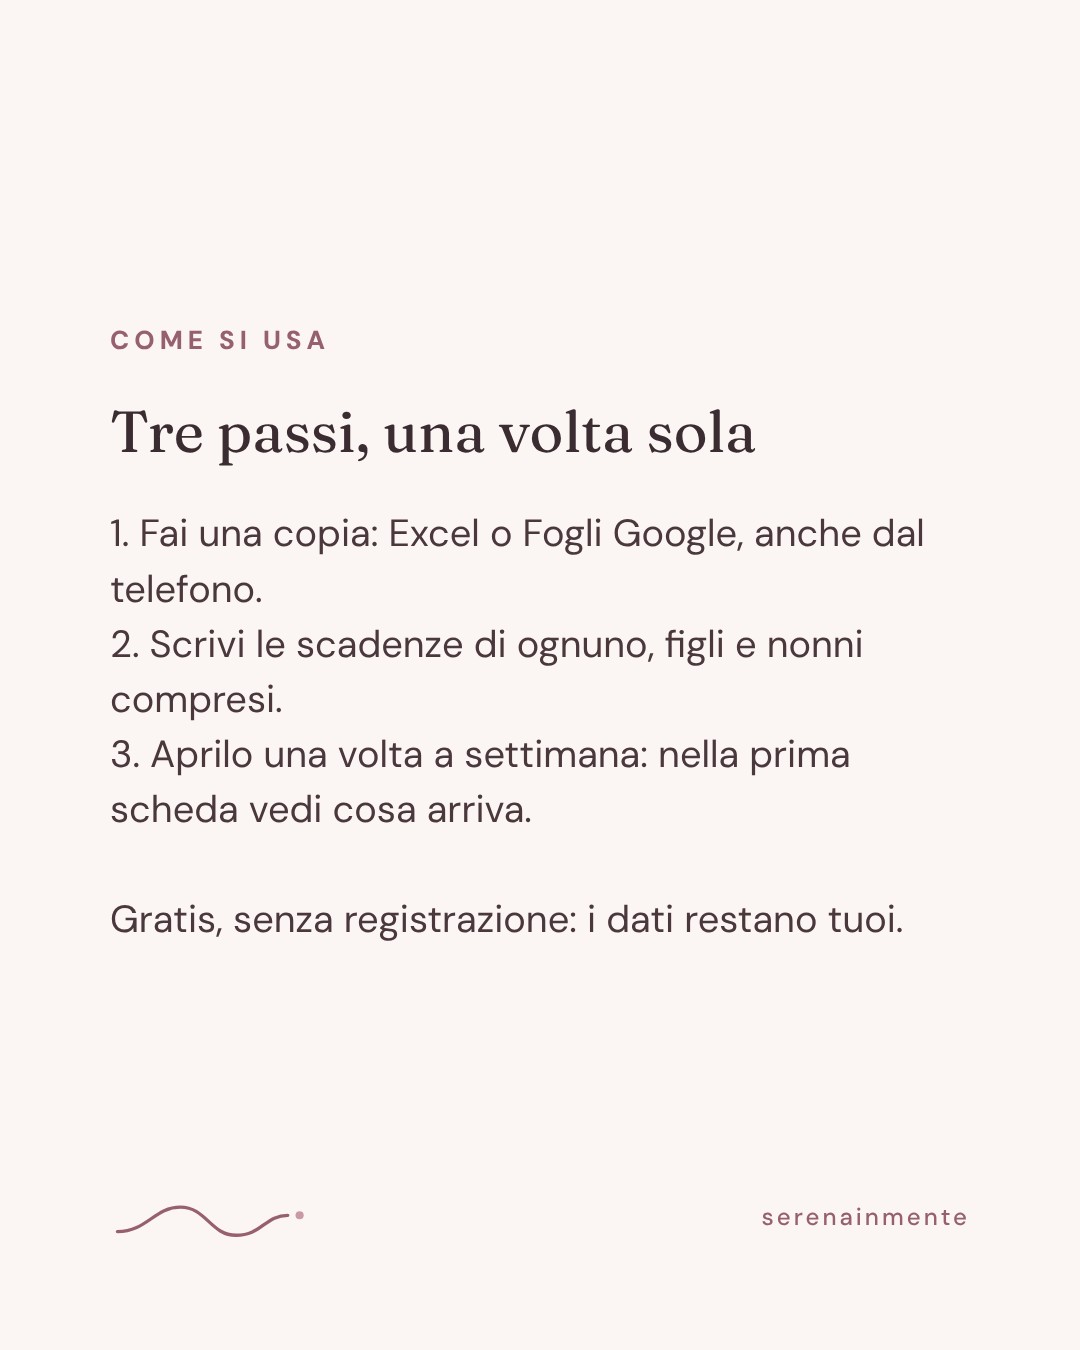 COME SI USA
Tre passi, una volta sola
1. Fai una copia: Excel o Fogli Google, anche dal
telefono.
2. Scrivi le scadenze di ognuno, figli e nonni
compresi.
3. Aprilo una volta a settimana: nella prima
scheda vedi cosa arriva.
Gratis, senza registrazione: i dati restano tuoi.
serenainmente